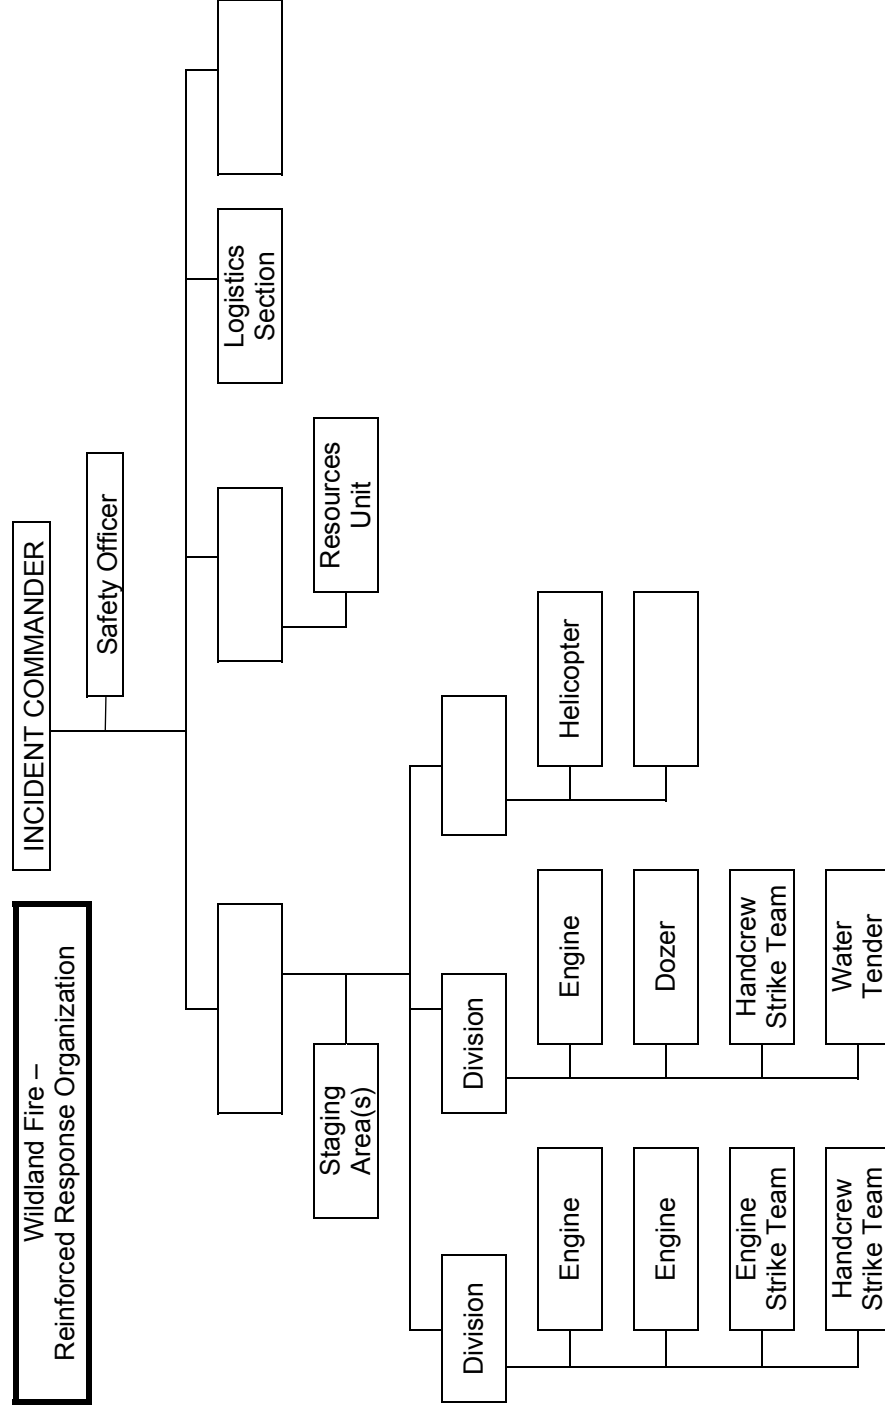 Wildland Fire –
Reinforced Response Organization
INCIDENT COMMANDER
Safety Officer
Logistics
Section
Staging
Area(s)
Resources
Unit
Division
Division
Engine
Engine
Engine
Strike Team
Handcrew
Strike Team
Engine
Dozer
Handcrew
Strike Team
Water
Tender
Helicopter